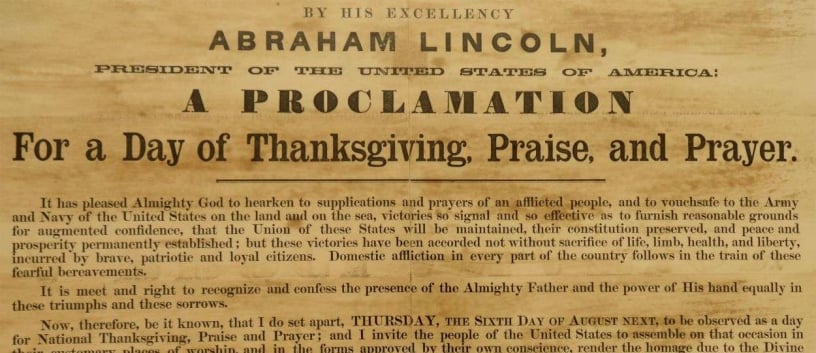 BY HIS EXCELLENCY
ABRAHAM LINCOLN,
PRESIDENT OF THE UNITED STATES OF AMERICA:
A PROCLAMATION
For a Day of Thanksgiving, Praise, and Prayer.
It has pleased Almighty God to hearken to supplications and prayers of an afflicted people, and to vouchsafe to the Army
and Navy of the United States on the land and on the sea, victories so signal and so effective as to furnish reasonable grounds
for augmented confidence, that the Union of these States will be maintained, their constitution preserved, and peace and
prosperity permanently established; but these victories have been accorded not without sacrifice of life, limb, health, and liberty,
incurred by brave, patriotic and loyal citizens. Domestic affliction in every part of the country follows in the train of these
fearful bereavements.
It is meet and right to recognize and confess the presence of the Almighty Father and the power of His hand equally in
these triumphs and these sorrows.
Now, therefore, be it known, that I do set apart, THURSDAY, THE SIXTH DAY OF AUGUST NEXT, to be observed as a day
for National Thanksgiving, Praise and Prayer; and I invite the people of the United States to assemble on that occasion in
their customary places of worship, and in the forms approved by their own conscience, render the homage due to the Divine